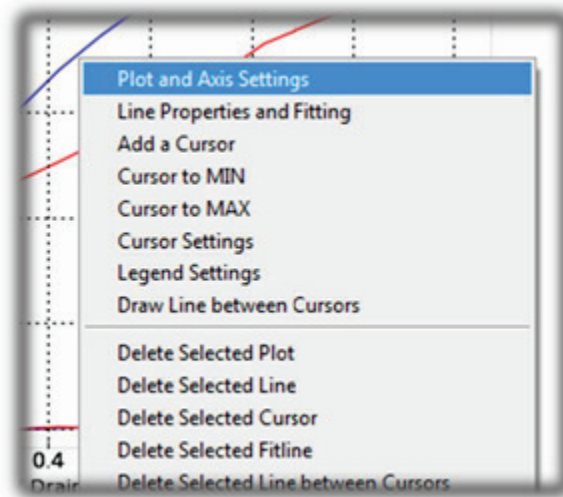 Plot and Axis Settings
Line Properties and Fitting
Add a Cursor
Cursor to MIN
Cursor to MAX
Cursor Settings
Legend Settings
Draw Line between Cursors
Delete Selected Plot
Delete Selected Line
Delete Selected Cursor
Delete Selected Fitline
Delete Selected Line between Cursors
0.4